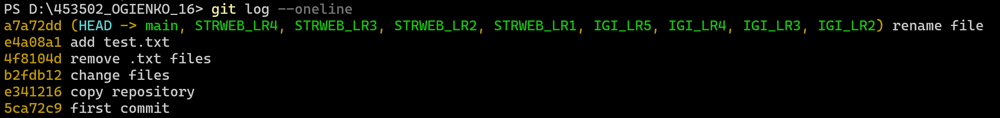 PS D:\453502_OGIENKO_16> git log --oneline
a7a72dd (HEAD -> main, STRWEB_LR4, STRWEB_LR3, STRWEB_LR2, STRWEB_LR1, IGI_LR5, IGI_LR4, IGI_LR3, IGI_LR2) rename file
e4a08a1 add test.txt
4f8104d remove .txt files
b2fdb12 change files
e341216 copy repository
5ca72c9 first commit